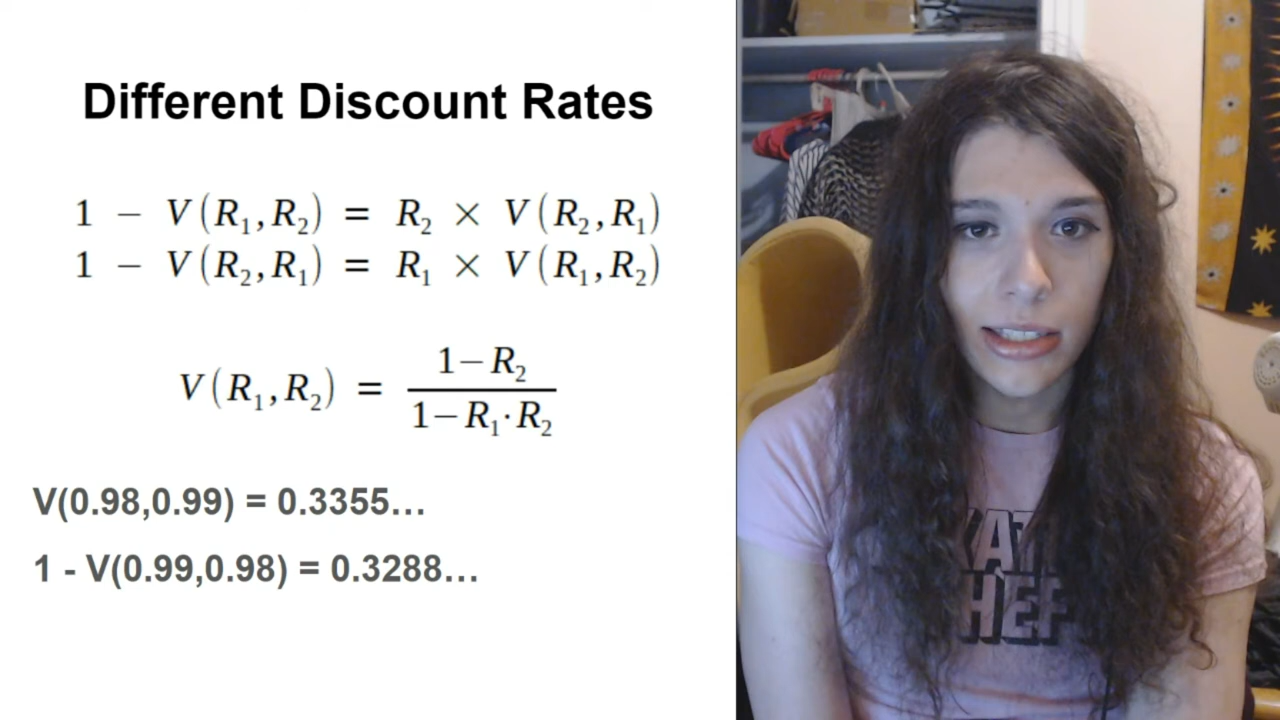 Different Discount Rates
1 − V(R₁,R₂) = R₂ × V(R₂,R₁)
1 − V(R₂,R₁) = R₁ × V(R₁,R₂)
V(R₁,R₂) = (1−R₂)/(1−R₁·R₂)
V(0.98,0.99) = 0.3355…
1 - V(0.99,0.98) = 0.3288…